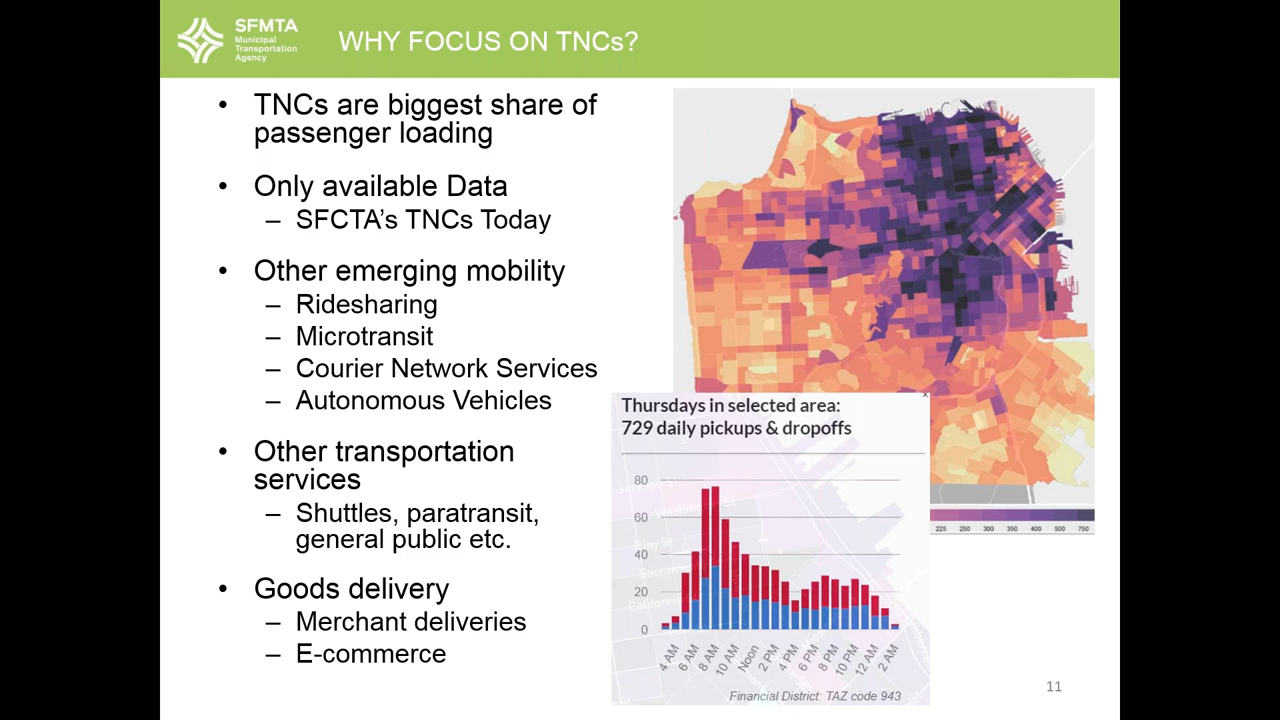 SFMTA
Municipal
Transportation
Agency
WHY FOCUS ON TNCs?
• TNCs are biggest share of
passenger loading
• Only available Data
– SFCTA's TNCs Today
• Other emerging mobility
– Ridesharing
– Microtransit
– Courier Network Services
– Autonomous Vehicles
• Other transportation
services
– Shuttles, paratransit,
general public etc.
• Goods delivery
– Merchant deliveries
– E-commerce
225 250 300 350 400 500 750
x
Thursdays in selected area:
729 daily pickups & dropoffs
80
60
40
20
0
4 AM 6 AM 8 AM 10 AM Noon 2 PM 4 PM 6 PM 8 PM 10 PM 12 AM 2 AM
Financial District: TAZ code 943
11